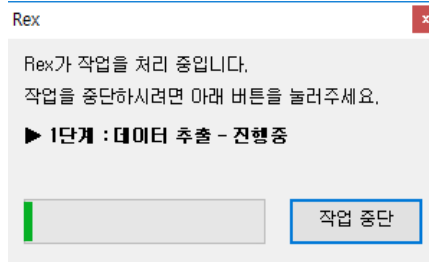 Rex
x
Rex가 작업을 처리 중입니다.
작업을 중단하시려면 아래 버튼을 눌러주세요.
▶ 1단계 : 데이터 추출 - 진행중
작업 중단